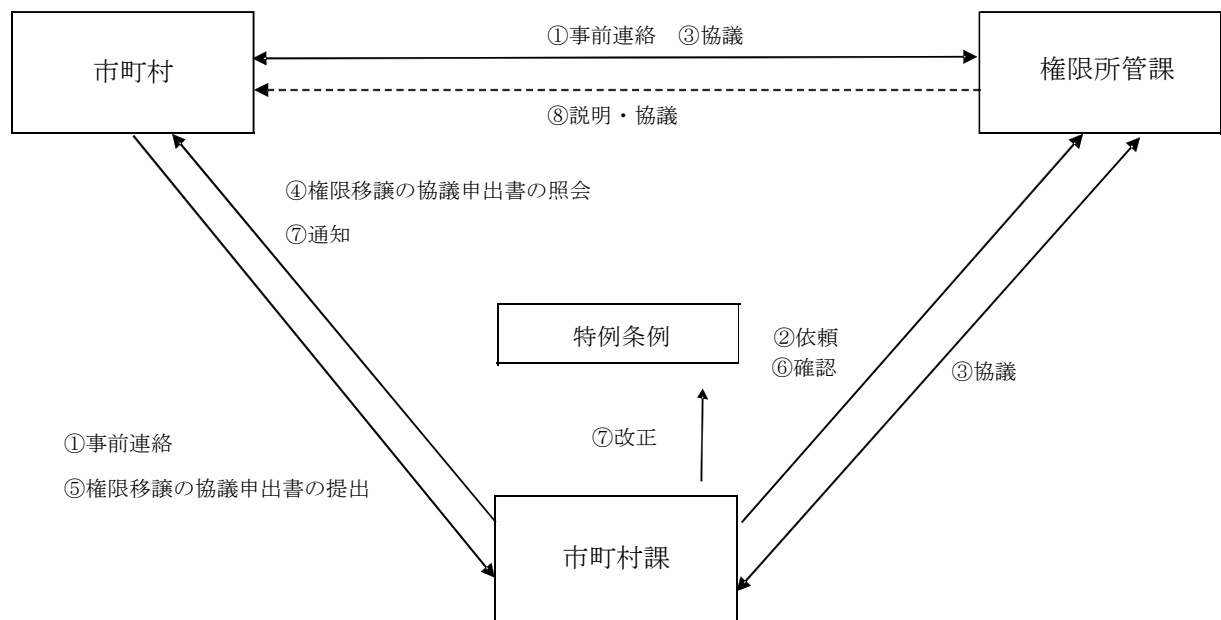 ①事前連絡　③協議
市町村
権限所管課
⑧説明・協議
④権限移譲の協議申出書の照会
⑦通知
特例条例
②依頼
⑥確認
③協議
①事前連絡
⑦改正
⑤権限移譲の協議申出書の提出
市町村課